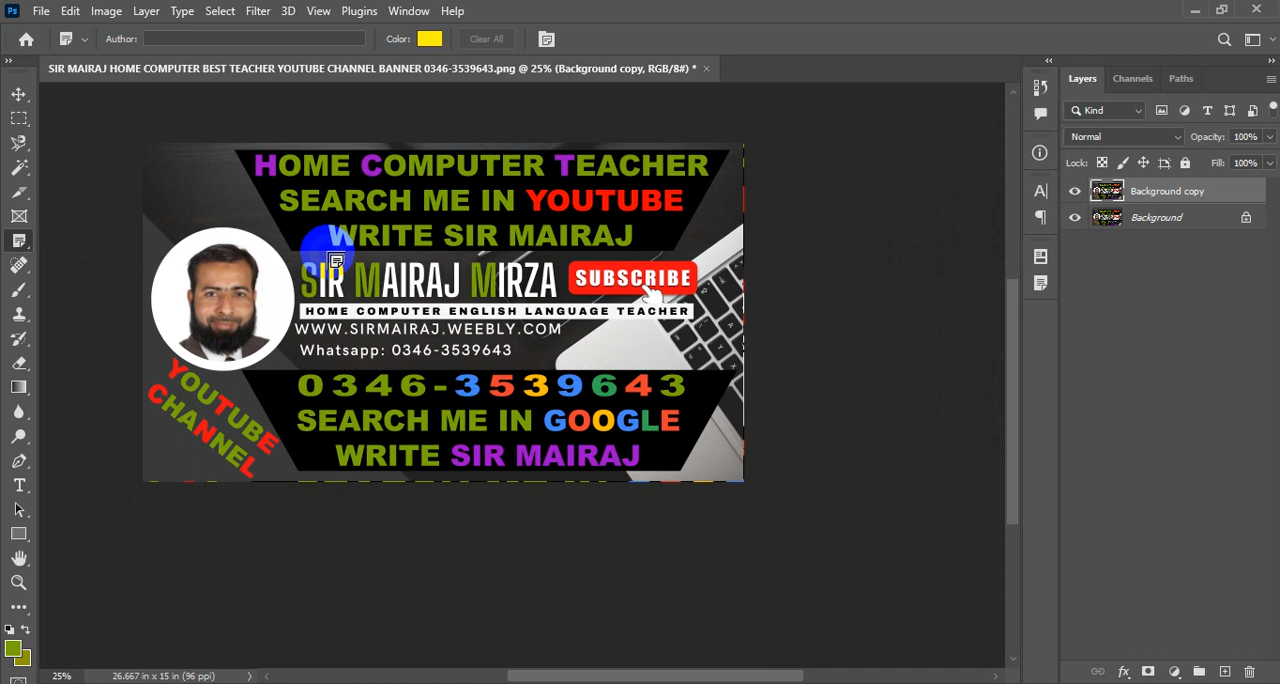 Ps File Edit Image Layer Type Select Filter 3D View Plugins Window Help
Author: Color: Clear All
SIR MAIRAJ HOME COMPUTER BEST TEACHER YOUTUBE CHANNEL BANNER 0346-3539643.png @ 25% (Background copy, RGB/8#) * ×
HOME COMPUTER TEACHER
SEARCH ME IN YOUTUBE
WRITE SIR MAIRAJ
SIR MAIRAJ MIRZA SUBSCRIBE
HOME COMPUTER ENGLISH LANGUAGE TEACHER
WWW.SIRMAIRAJ.WEEBLY.COM
Whatsapp: 0346-3539643
YOUTUBE
CHANNEL
0346-3539643
SEARCH ME IN GOOGLE
WRITE SIR MAIRAJ
Layers Channels Paths
Kind
Normal Opacity: 100%
Lock: Fill: 100%
Background copy
Background
25% 26.667 in x 15 in (96 ppi)